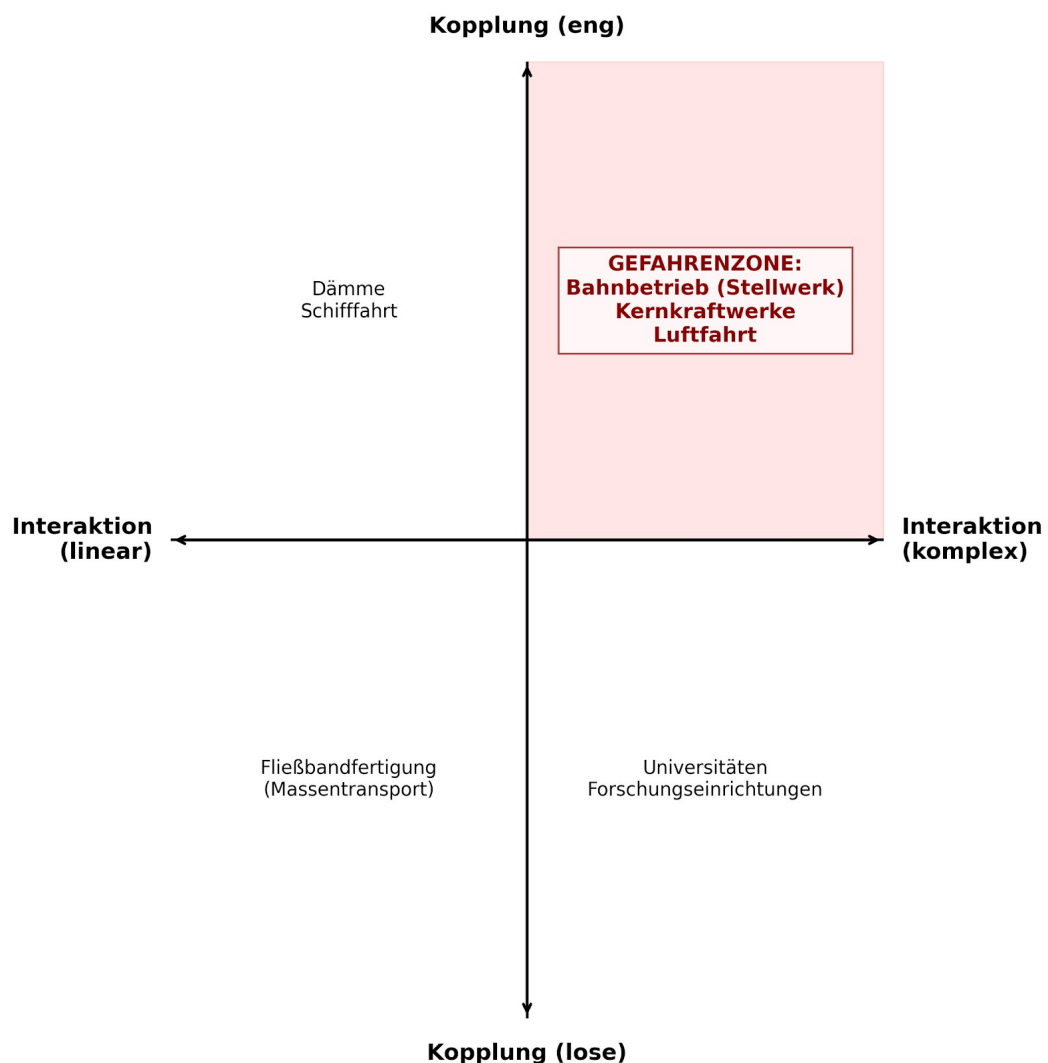 Kopplung (eng)
GEFAHRENZONE:
Bahnbetrieb (Stellwerk)
Kernkraftwerke
Luftfahrt
Dämme
Schifffahrt
Interaktion
(linear)
Interaktion
(komplex)
Fließbandfertigung
(Massentransport)
Universitäten
Forschungseinrichtungen
Kopplung (lose)